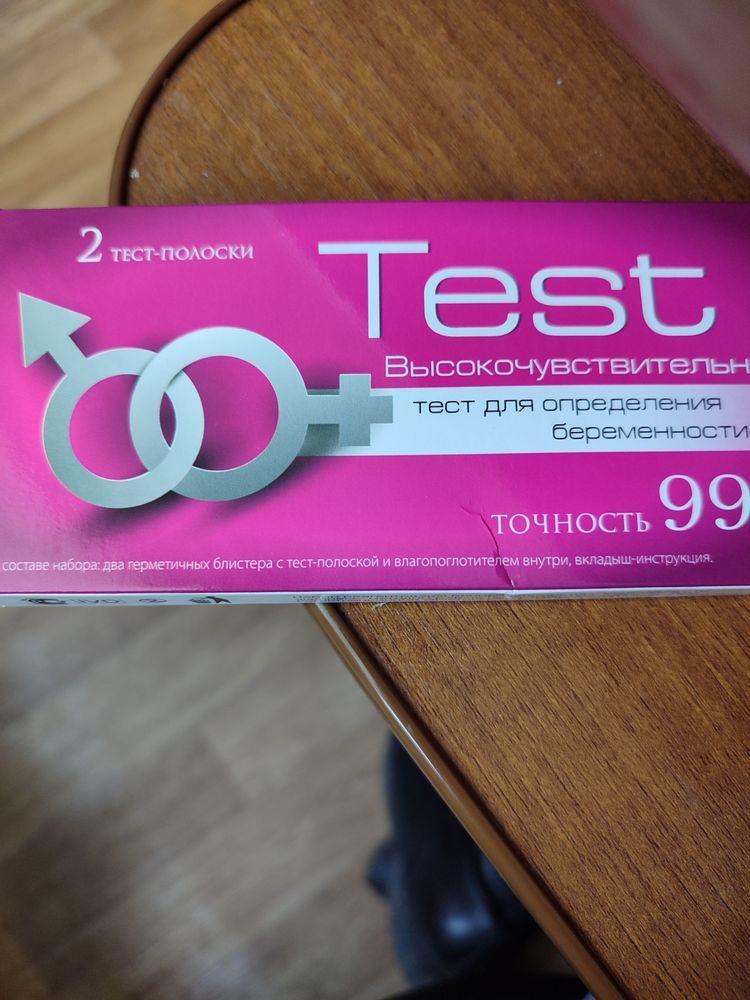 2 ТЕСТ-ПОЛОСКИ
Test
Высокочувствительн
тест для определения
беременности
ТОЧНОСТЬ 99
составе набора: два герметичных блистера с тест-полоской и влагопоглотителем внутри, вкладыш-инструкция.